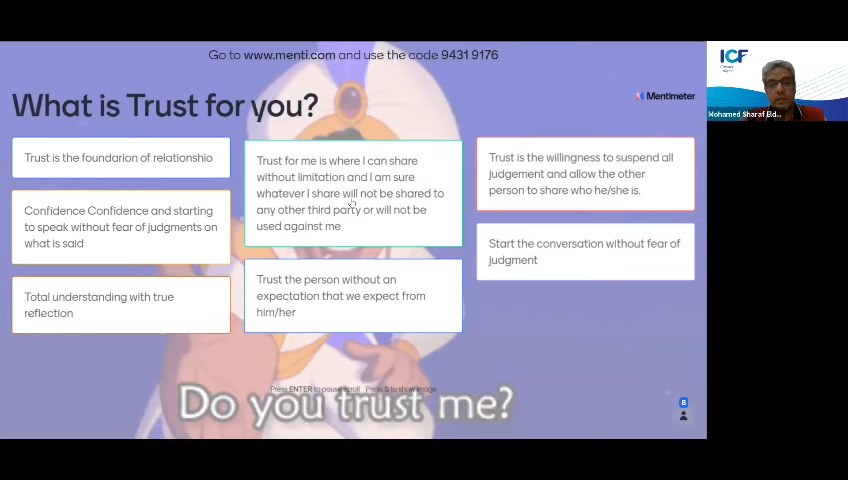 Go to www.menti.com and use the code 9431 9176
What is Trust for you?
Mentimeter
Trust is the foundarion of relationshio
Confidence Confidence and starting
to speak without fear of judgments on
what is said
Total understanding with true
reflection
Trust for me is where I can share
without limitation and I am sure
whatever I share will not be shared to
any other third party or will not be
used against me
Trust the person without an
expectation that we expect from
him/her
Trust is the willingness to suspend all
judgement and allow the other
person to share who he/she is.
Start the conversation without fear of
judgment
Press ENTER to pause scroll Press S to show image
Do you trust me?
8
ICF
Mohamed Sharaf Eld...